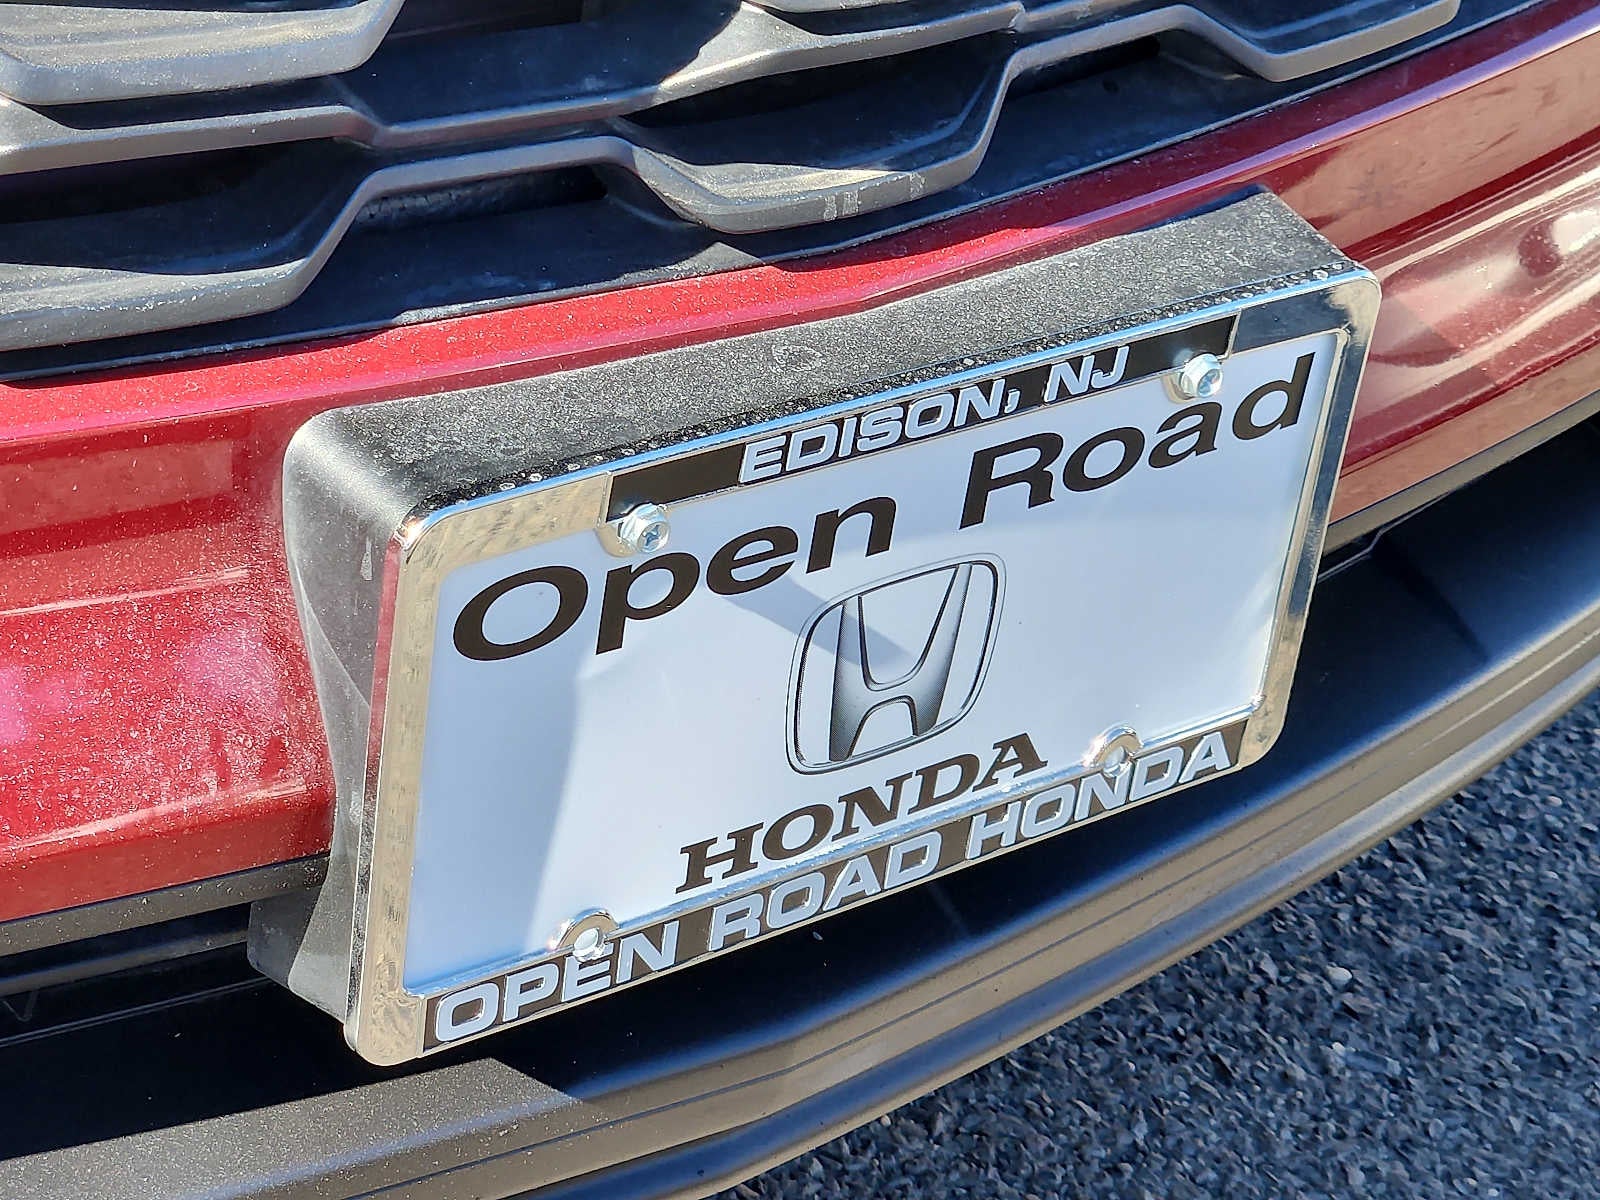 EDISON, NJ
Open Road
HONDA
OPEN ROAD HONDA